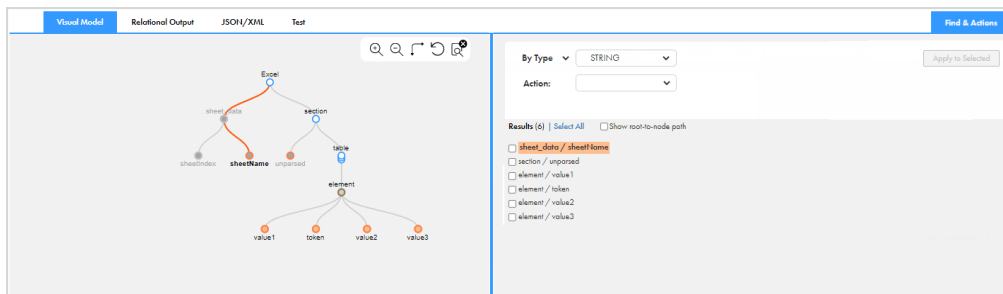 Visual Model
Relational Output
JSON/XML
Test
Find & Actions
Excel
sheet_data
section
sheetIndex
sheetName
unparsed
table
element
value1
token
value2
value3
By Type
STRING
Apply to Selected
Action:
Results (6) | Select All
Show root-to-node path
sheet_data / sheetName
section / unparsed
element / value1
element / token
element / value2
element / value3